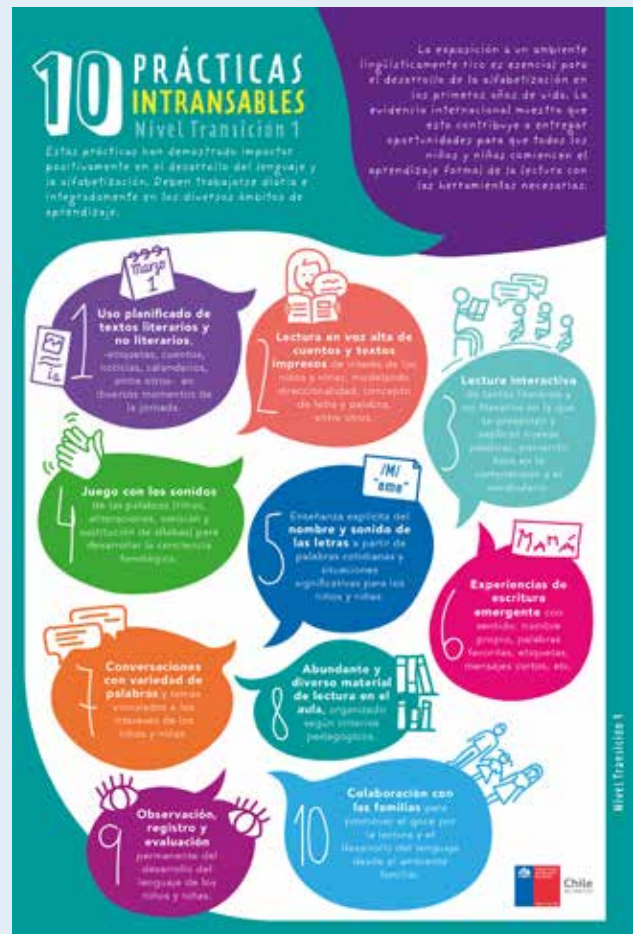 10 PRÁCTICAS
INTRANSABLES
Nivel Transición 1
Estas prácticas han demostrado impactar
positivamente en el desarrollo del lenguaje y
la alfabetización. Deben trabajarse diaria e
integradamente en los diversos ámbitos de
aprendizaje.
La exposición a un ambiente
lingüísticamente rico es esencial para
el desarrollo de la alfabetización en
los primeros años de vida. La
evidencia internacional muestra que
esto contribuye a entregar
oportunidades para que todos los
niños y niñas comiencen el
aprendizaje formal de la lectura con
las herramientas necesarias.
Marzo
1
la
1
Uso planificado de
textos literarios y
no literarios,
-etiquetas, cuentos,
noticias, calendarios,
entre otros- en
diversos momentos de
la jornada.
2
Lectura en voz alta de
cuentos y textos
impresos de interés de los
niños y niñas, modelando
direccionalidad, concepto
de letra y palabra,
entre otros.
3
Lectura interactiva
de textos literarios y
no literarios en la que
se presentan y
explican nuevas
palabras, poniendo
foco en la
comprensión y el
vocabulario.
4
Juego con los sonidos
de las palabras (rimas,
aliteraciones, omisión y
sustitución de sílabas) para
desarrollar la conciencia
fonológica.
/M/
"eme"
5
Enseñanza explícita del
nombre y sonido de
las letras a partir de
palabras cotidianas y
situaciones
significativas para los
niños y niñas.
Mamá
6
Experiencias de
escritura
emergente con
sentido: nombre
propio, palabras
favoritas, etiquetas,
mensajes cortos, etc.
7
Conversaciones
con variedad de
palabras y temas
vinculados a los
intereses de los
niños y niñas.
8
Abundante y
diverso material
de lectura en el
aula, organizado
según criterios
pedagógicos.
9
Observación,
registro y
evaluación
permanente del
desarrollo del
lenguaje de los
niños y niñas.
10
Colaboración con
las familias para
promover el goce por
la lectura y el
desarrollo del lenguaje
desde el ambiente
familiar.
Nivel Transición 1
Chile